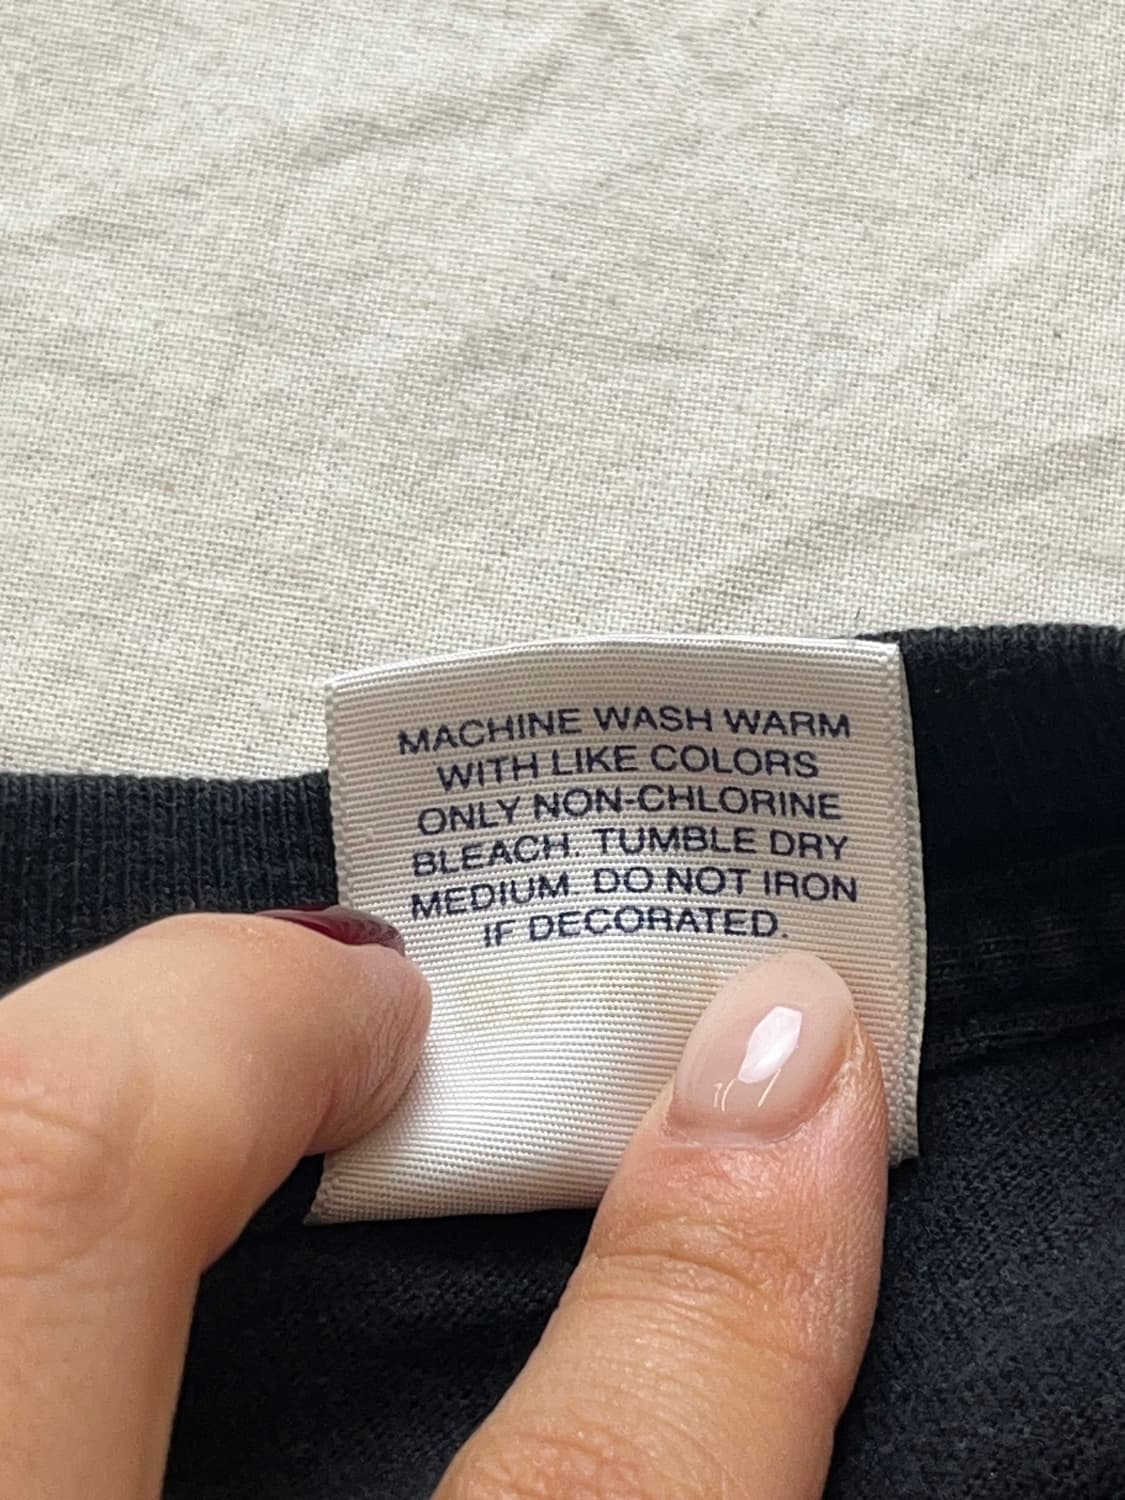 MACHINE WASH WARM
WITH LIKE COLORS
ONLY NON-CHLORINE
BLEACH. TUMBLE DRY
MEDIUM. DO NOT IRON
IF DECORATED.